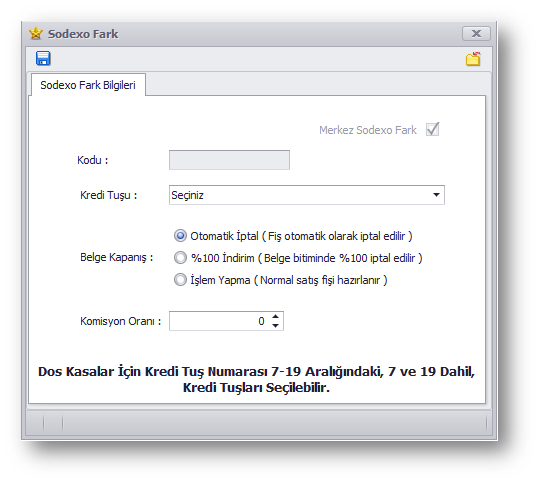 Sodexo Fark
Sodexo Fark Bilgileri
Merkez Sodexo Fark
Kodu :
Kredi Tuşu : Seçiniz
Otomatik İptal ( Fiş otomatik olarak iptal edilir )
Belge Kapanış : %100 İndirim ( Belge bitiminde %100 iptal edilir )
İşlem Yapma ( Normal satış fişi hazırlanır )
Komisyon Oranı : 0
Dos Kasalar İçin Kredi Tuş Numarası 7-19 Aralığındaki, 7 ve 19 Dahil,
Kredi Tuşları Seçilebilir.